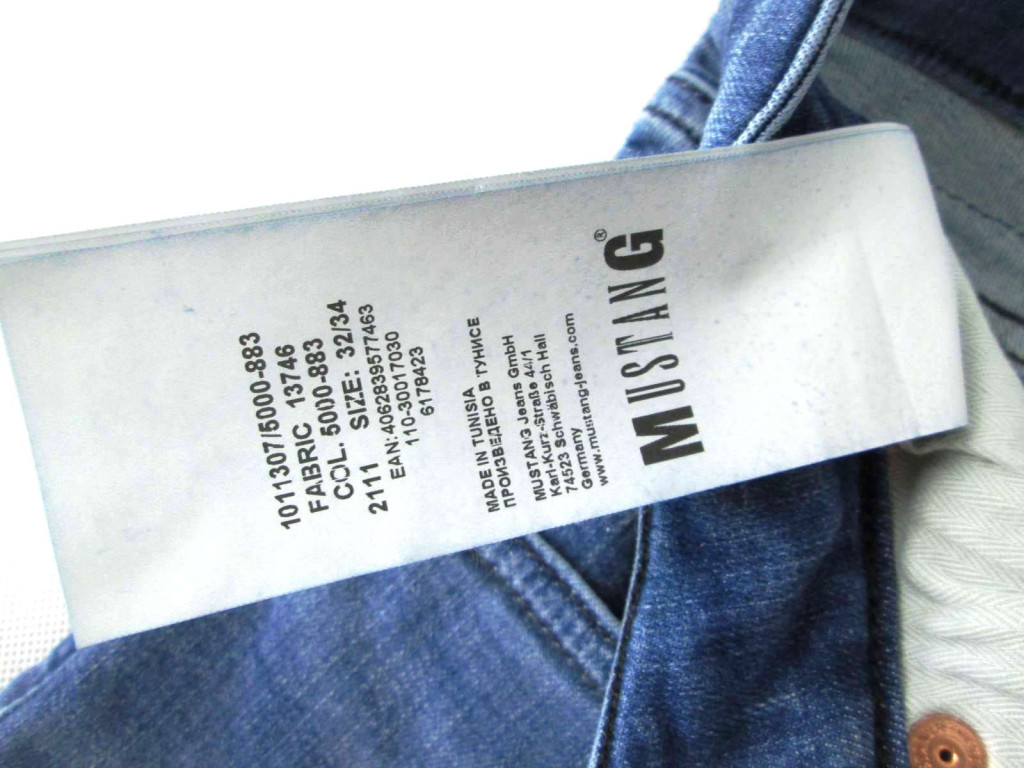 1011307/5000-883
FABRIC 13746
COL. 5000-883
2111 SIZE: 32/34
EAN: 4062839577463
110-30017030
6178423
MADE IN TUNISIA
ПРОИЗВЕДЕНО В ТУНИСЕ
MUSTANG Jeans GmbH
Karl-Kurz-Straße 44/1
74523 Schwäbisch Hall
Germany
www.mustang-jeans.com
MUSTANG®